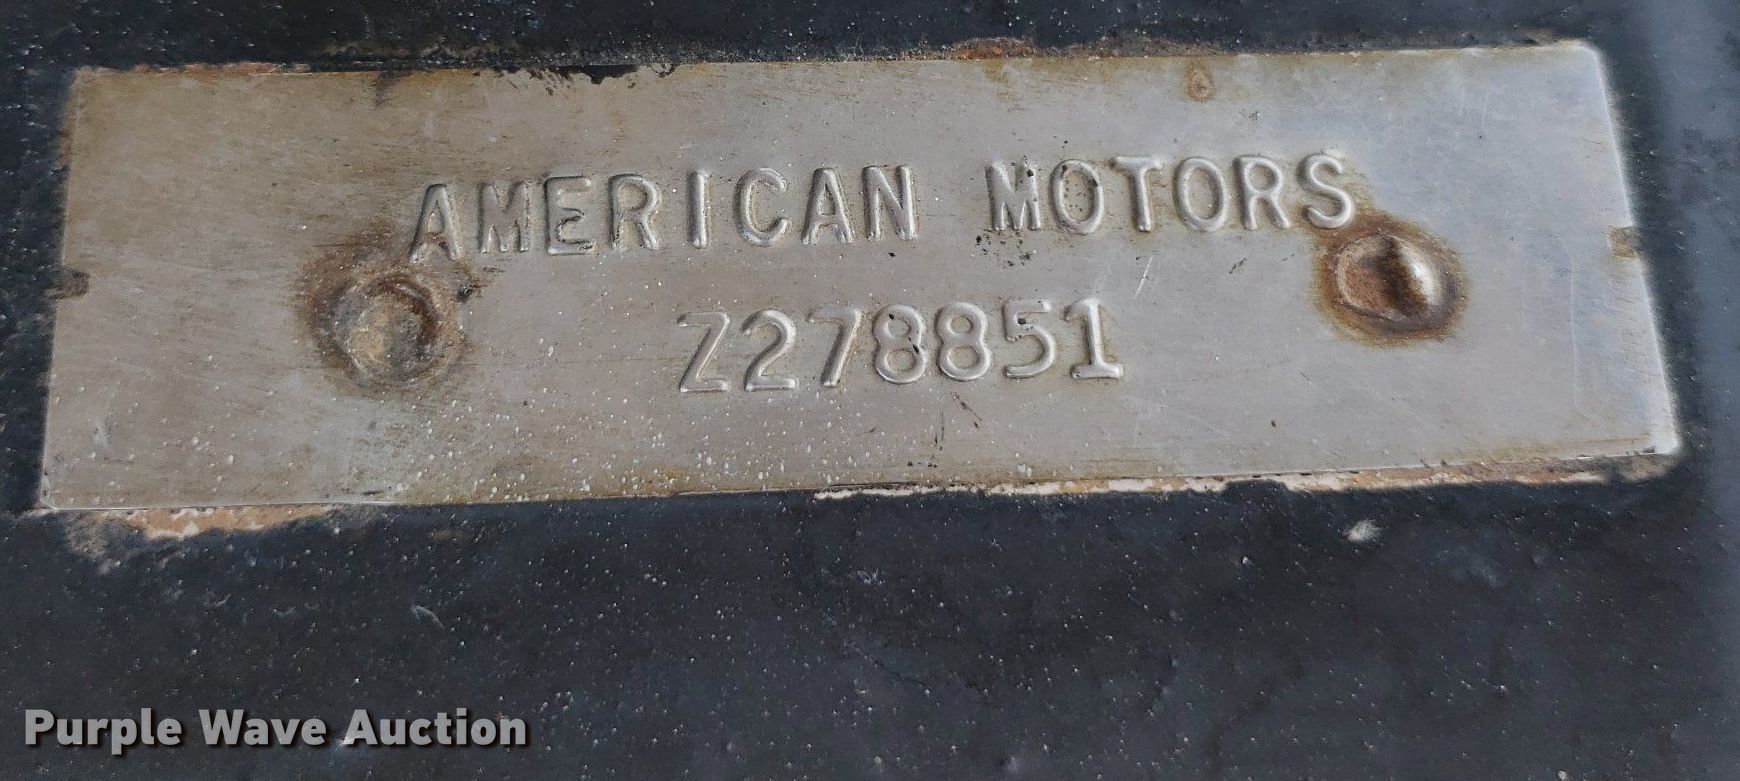 AMERICAN MOTORS
Z278851
Purple Wave Auction